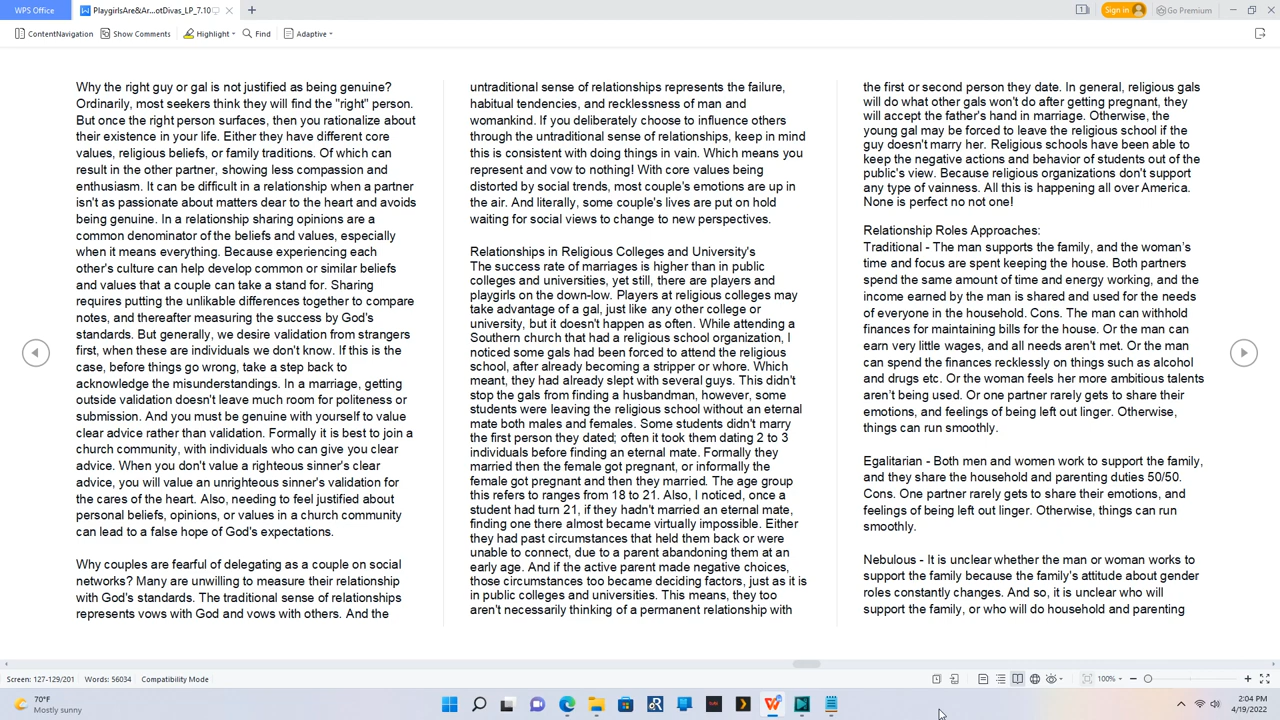 WPS Office
PlaygirlsAre&Ar...otDivas_LP_7.10
Sign in
Go Premium
ContentNavigation
Show Comments
Highlight
Find
Adaptive
Why the right guy or gal is not justified as being genuine?
Ordinarily, most seekers think they will find the "right" person.
But once the right person surfaces, then you rationalize about
their existence in your life. Either they have different core
values, religious beliefs, or family traditions. Of which can
result in the other partner, showing less compassion and
enthusiasm. It can be difficult in a relationship when a partner
isn't as passionate about matters dear to the heart and avoids
being genuine. In a relationship sharing opinions are a
common denominator of the beliefs and values, especially
when it means everything. Because experiencing each
other's culture can help develop common or similar beliefs
and values that a couple can take a stand for. Sharing
requires putting the unlikable differences together to compare
notes, and thereafter measuring the success by God's
standards. But generally, we desire validation from strangers
first, when these are individuals we don't know. If this is the
case, before things go wrong, take a step back to
acknowledge the misunderstandings. In a marriage, getting
outside validation doesn't leave much room for politeness or
submission. And you must be genuine with yourself to value
clear advice rather than validation. Formally it is best to join a
church community, with individuals who can give you clear
advice. When you don't value a righteous sinner's clear
advice, you will value an unrighteous sinner's validation for
the cares of the heart. Also, needing to feel justified about
personal beliefs, opinions, or values in a church community
can lead to a false hope of God's expectations.
Why couples are fearful of delegating as a couple on social
networks? Many are unwilling to measure their relationship
with God's standards. The traditional sense of relationships
represents vows with God and vows with others. And the
untraditional sense of relationships represents the failure,
habitual tendencies, and recklessness of man and
womankind. If you deliberately choose to influence others
through the untraditional sense of relationships, keep in mind
this is consistent with doing things in vain. Which means you
represent and vow to nothing! With core values being
distorted by social trends, most couple's emotions are up in
the air. And literally, some couple's lives are put on hold
waiting for social views to change to new perspectives.
Relationships in Religious Colleges and University's
The success rate of marriages is higher than in public
colleges and universities, yet still, there are players and
playgirls on the down-low. Players at religious colleges may
take advantage of a gal, just like any other college or
university, but it doesn't happen as often. While attending a
Southern church that had a religious school organization, I
noticed some gals had been forced to attend the religious
school, after already becoming a stripper or whore. Which
meant, they had already slept with several guys. This didn't
stop the gals from finding a husbandman, however, some
students were leaving the religious school without an eternal
mate both males and females. Some students didn't marry
the first person they dated; often it took them dating 2 to 3
individuals before finding an eternal mate. Formally they
married then the female got pregnant, or informally the
female got pregnant and then they married. The age group
this refers to ranges from 18 to 21. Also, I noticed, once a
student had turn 21, if they hadn't married an eternal mate,
finding one there almost became virtually impossible. Either
they had past circumstances that held them back or were
unable to connect, due to a parent abandoning them at an
early age. And if the active parent made negative choices,
those circumstances too became deciding factors, just as it is
in public colleges and universities. This means, they too
aren't necessarily thinking of a permanent relationship with
the first or second person they date. In general, religious gals
will do what other gals won't do after getting pregnant, they
will accept the father's hand in marriage. Otherwise, the
young gal may be forced to leave the religious school if the
guy doesn't marry her. Religious schools have been able to
keep the negative actions and behavior of students out of the
public's view. Because religious organizations don't support
any type of vainness. All this is happening all over America.
None is perfect no not one!
Relationship Roles Approaches:
Traditional - The man supports the family, and the woman's
time and focus are spent keeping the house. Both partners
spend the same amount of time and energy working, and the
income earned by the man is shared and used for the needs
of everyone in the household. Cons. The man can withhold
finances for maintaining bills for the house. Or the man can
earn very little wages, and all needs aren't met. Or the man
can spend the finances recklessly on things such as alcohol
and drugs etc. Or the woman feels her more ambitious talents
aren't being used. Or one partner rarely gets to share their
emotions, and feelings of being left out linger. Otherwise,
things can run smoothly.
Egalitarian - Both men and women work to support the family,
and they share the household and parenting duties 50/50.
Cons. One partner rarely gets to share their emotions, and
feelings of being left out linger. Otherwise, things can run
smoothly.
Nebulous - It is unclear whether the man or woman works to
support the family because the family's attitude about gender
roles constantly changes. And so, it is unclear who will
support the family, or who will do household and parenting
Screen: 127-129/201
Words: 56034
Compatibility Mode
100%
70°F
Mostly sunny
2:04 PM
4/19/2022